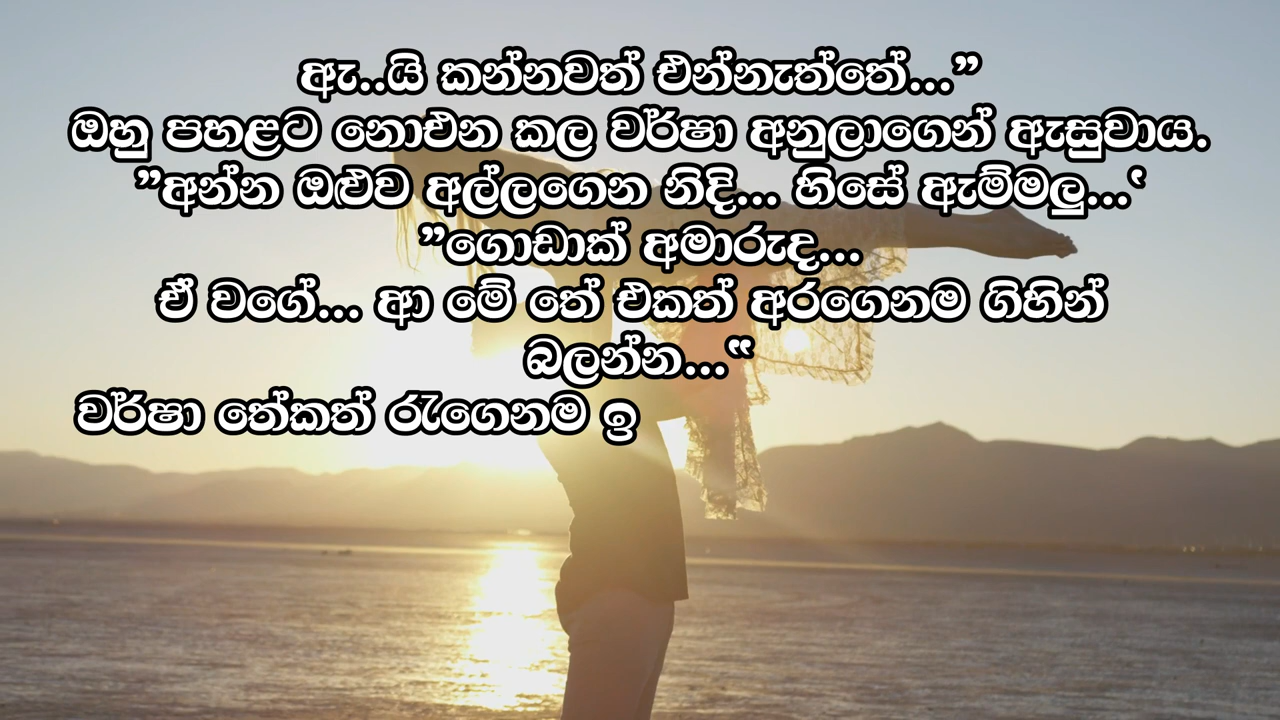 ඇ..යි කන්නවත් එන්නැත්තේ...”
ඔහු පහළට නොඑන කල වර්ෂා අනුලාගෙන් ඇසුවාය.
”අන්න ඔළුව අල්ලගෙන නිදි... හිසේ ඇම්මලු...‘
”ගොඩාක් අමාරුද...
ඒ වගේ... ආ මේ තේ එකත් අරගෙනම ගිහින්
බලන්න...“
වර්ෂා තේකත් රැගෙනම ඉ